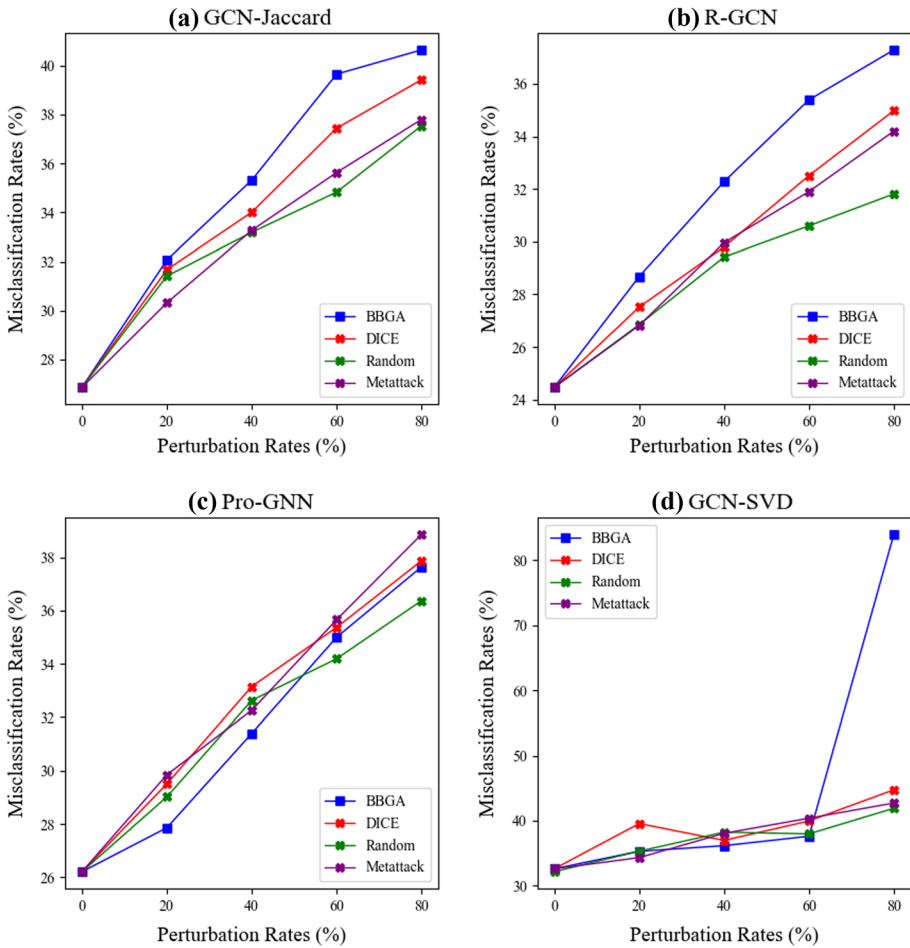 (a) GCN-Jaccard
Misclassification Rates (%)
40
38
36
34
32
30
28
BBGA
DICE
Random
Metattack
0 20 40 60 80
Perturbation Rates (%)
(b) R-GCN
Misclassification Rates (%)
36
34
32
30
28
26
24
BBGA
DICE
Random
Metattack
0 20 40 60 80
Perturbation Rates (%)
(c) Pro-GNN
Misclassification Rates (%)
38
36
34
32
30
28
26
BBGA
DICE
Random
Metattack
0 20 40 60 80
Perturbation Rates (%)
(d) GCN-SVD
Misclassification Rates (%)
80
70
60
50
40
30
BBGA
DICE
Random
Metattack
0 20 40 60 80
Perturbation Rates (%)